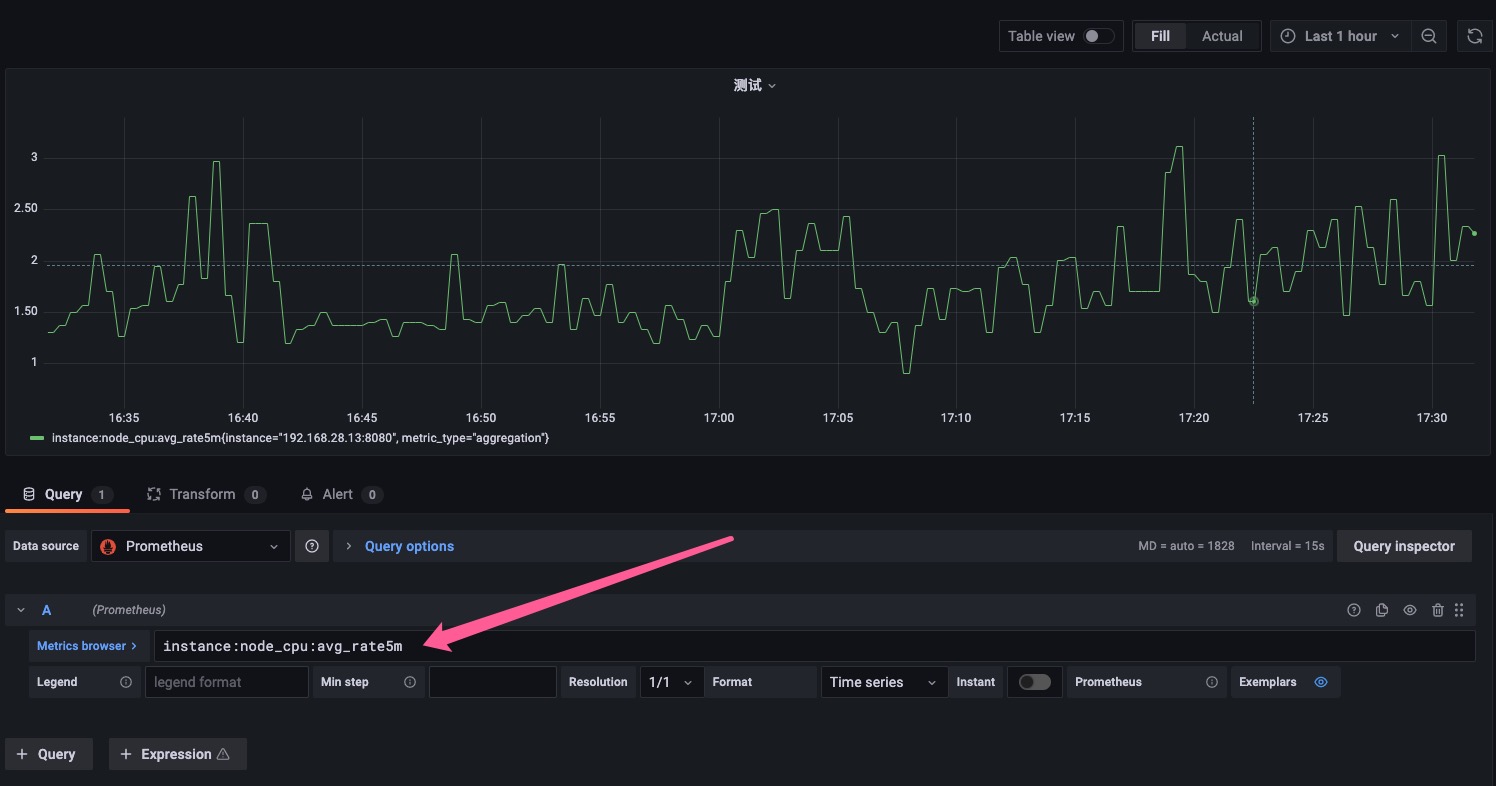 Table view Fill Actual Last 1 hour
测试
3
2.50
2
1.50
1
16:35 16:40 16:45 16:50 16:55 17:00 17:05 17:10 17:15 17:20 17:25 17:30
instance:node_cpu:avg_rate5m{instance="192.168.28.13:8080", metric_type="aggregation"}
Query 1 Transform 0 Alert 0
Data source Prometheus Query options MD = auto = 1828 Interval = 15s Query inspector
A (Prometheus)
Metrics browser > instance:node_cpu:avg_rate5m
Legend legend format Min step Resolution 1/1 Format Time series Instant Prometheus Exemplars
+ Query + Expression